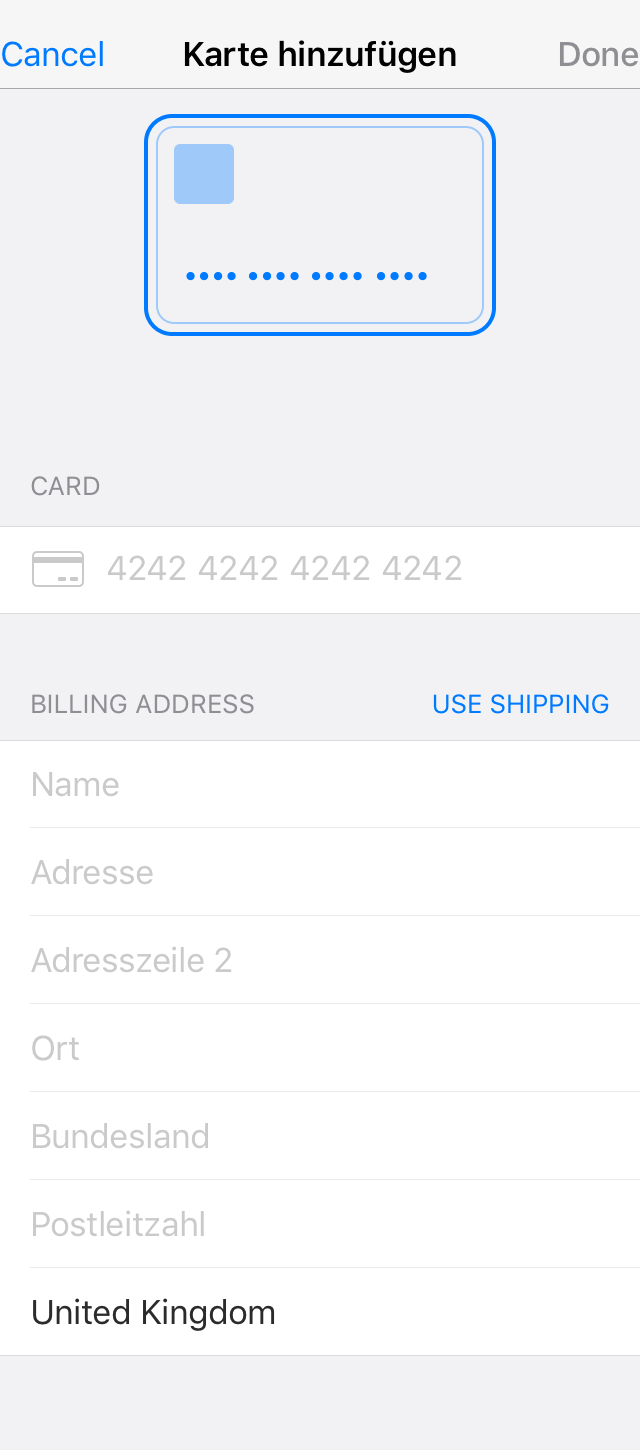 Cancel Karte hinzufügen Done
•••• •••• •••• ••••
CARD
4242 4242 4242 4242
BILLING ADDRESS USE SHIPPING
Name
Adresse
Adresszeile 2
Ort
Bundesland
Postleitzahl
United Kingdom